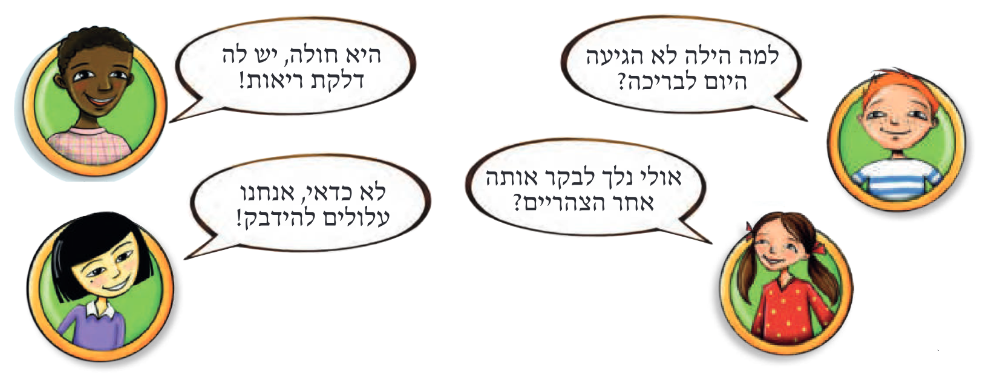 למה הילה לא הגיעה
היום לבריכה?
היא חולה, יש לה
דלקת ריאות!
אולי נלך לבקר אותה
אחר הצהריים?
לא כדאי, אנחנו
עלולים להידבק!